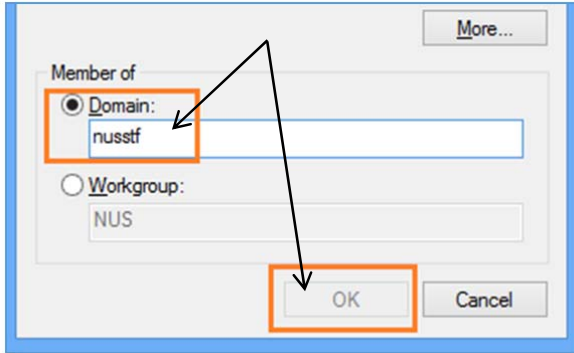 More...
Member of
Domain:
nusstf
Workgroup:
NUS
OK
Cancel